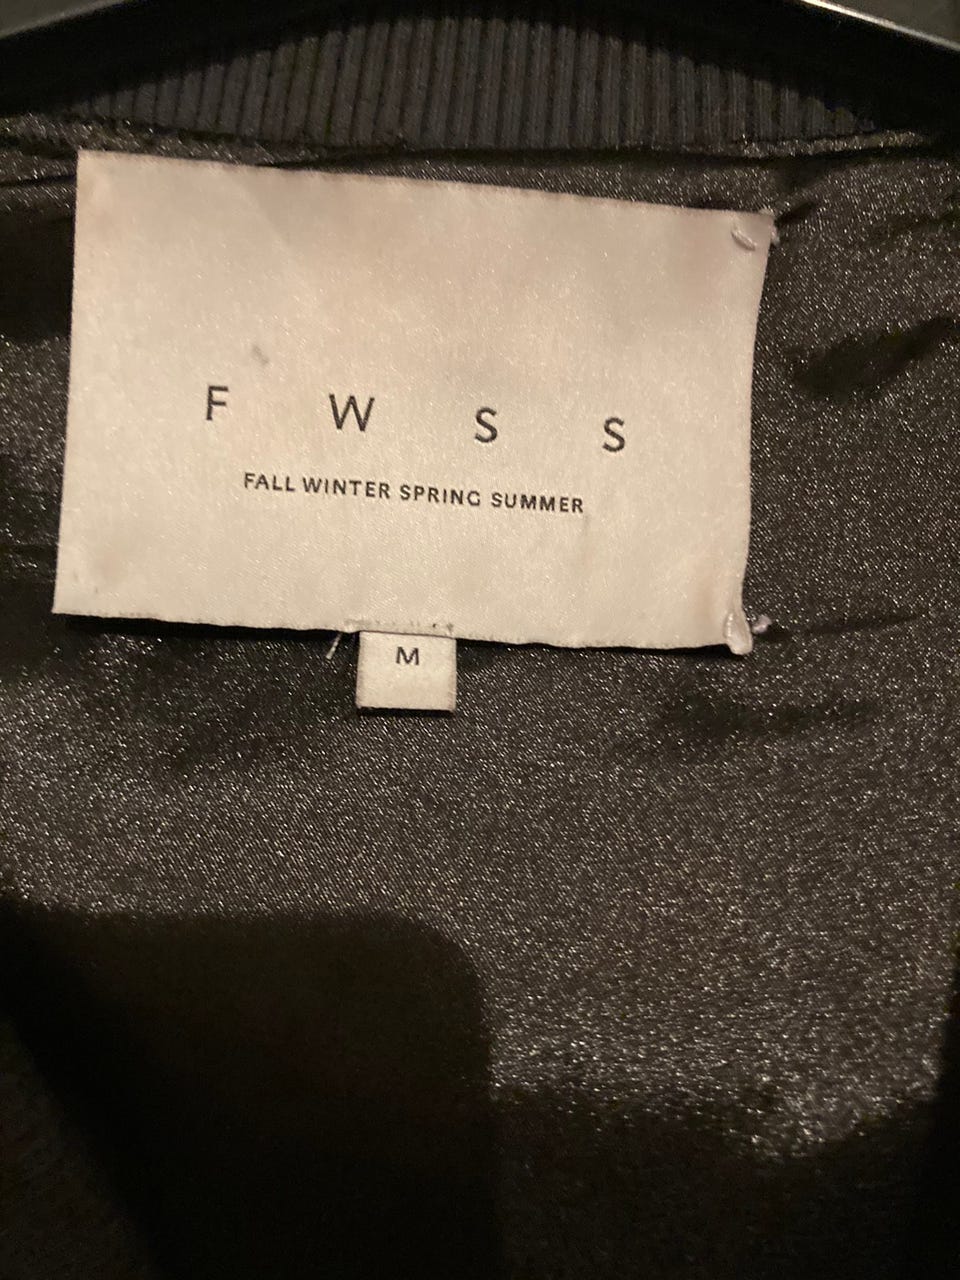 F W S S
FALL WINTER SPRING SUMMER
M